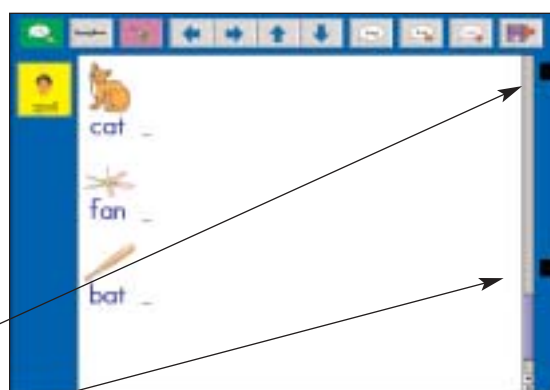 cat _
fan _
bat _